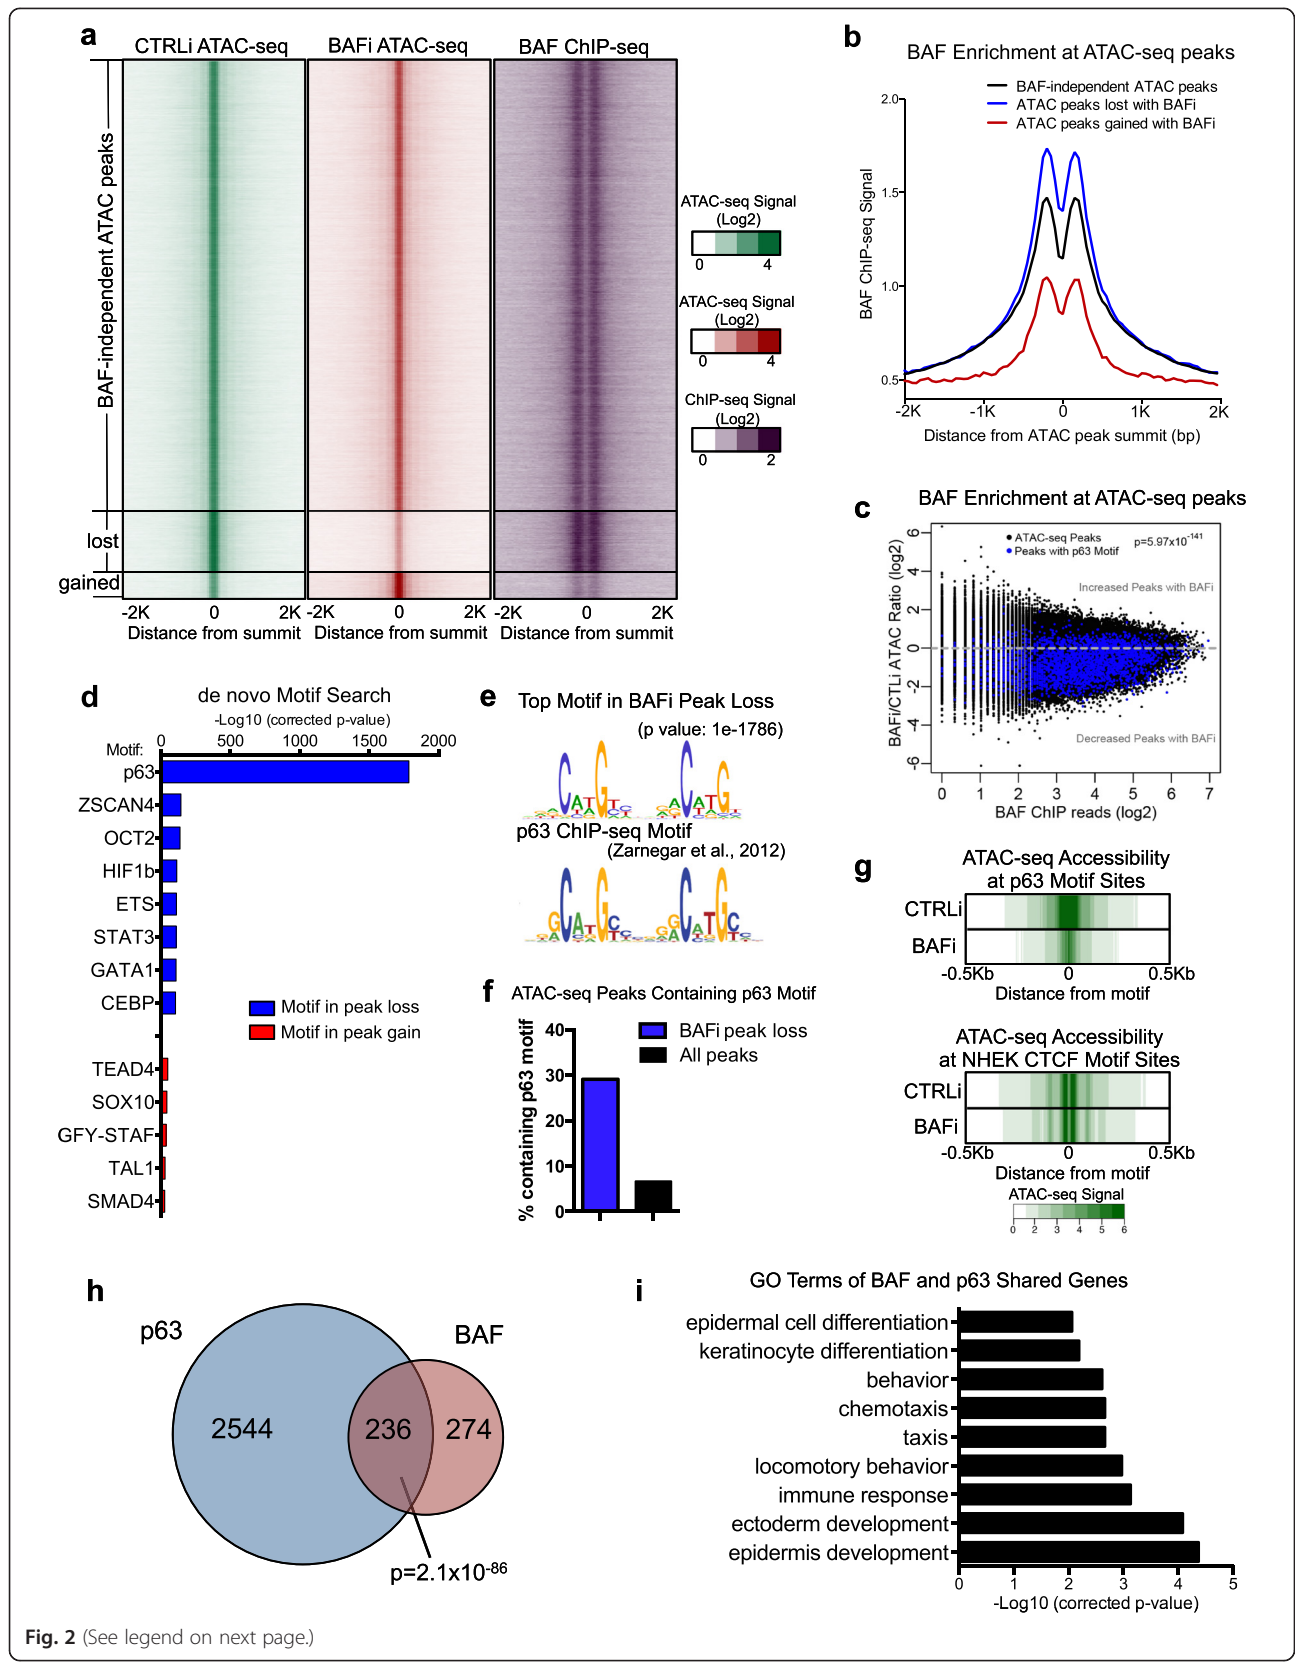 a
CTRLi ATAC-seq
BAFi ATAC-seq
BAF ChIP-seq
BAF-independent ATAC peaks
lost
gained
-2K 0 2K
-2K 0 2K
-2K 0 2K
Distance from summit
Distance from summit
Distance from summit
ATAC-seq Signal
(Log2)
0 4
ATAC-seq Signal
(Log2)
0 4
ChIP-seq Signal
(Log2)
0 2
b
BAF Enrichment at ATAC-seq peaks
BAF-independent ATAC peaks
ATAC peaks lost with BAFi
ATAC peaks gained with BAFi
BAF ChIP-seq Signal
2.0
1.5
1.0
0.5
-2K -1K 0 1K 2K
Distance from ATAC peak summit (bp)
c
BAF Enrichment at ATAC-seq peaks
ATAC-seq Peaks
Peaks with p63 Motif
p=5.97x10-141
Increased Peaks with BAFi
Decreased Peaks with BAFi
BAFi/CTLi ATAC Ratio (log2)
6
4
2
0
-2
-4
-6
0 1 2 3 4 5 6 7
BAF ChIP reads (log2)
d
de novo Motif Search
-Log10 (corrected p-value)
0 500 1000 1500 2000
Motif:
p63
ZSCAN4
OCT2
HIF1b
ETS
STAT3
GATA1
CEBP
TEAD4
SOX10
GFY-STAF
TAL1
SMAD4
Motif in peak loss
Motif in peak gain
e
Top Motif in BAFi Peak Loss
(p value: 1e-1786)
p63 ChIP-seq Motif
(Zarnegar et al., 2012)
f
ATAC-seq Peaks Containing p63 Motif
BAFi peak loss
All peaks
% containing p63 motif
40
30
20
10
0
g
ATAC-seq Accessibility
at p63 Motif Sites
CTRLi
BAFi
-0.5Kb 0 0.5Kb
Distance from motif
ATAC-seq Accessibility
at NHEK CTCF Motif Sites
CTRLi
BAFi
-0.5Kb 0 0.5Kb
Distance from motif
ATAC-seq Signal
0 2 3 4 5 6
h
p63
BAF
2544
236
274
p=2.1x10-86
i
GO Terms of BAF and p63 Shared Genes
epidermal cell differentiation
keratinocyte differentiation
behavior
chemotaxis
taxis
locomotory behavior
immune response
ectoderm development
epidermis development
0 1 2 3 4 5
-Log10 (corrected p-value)
Fig. 2 (See legend on next page.)